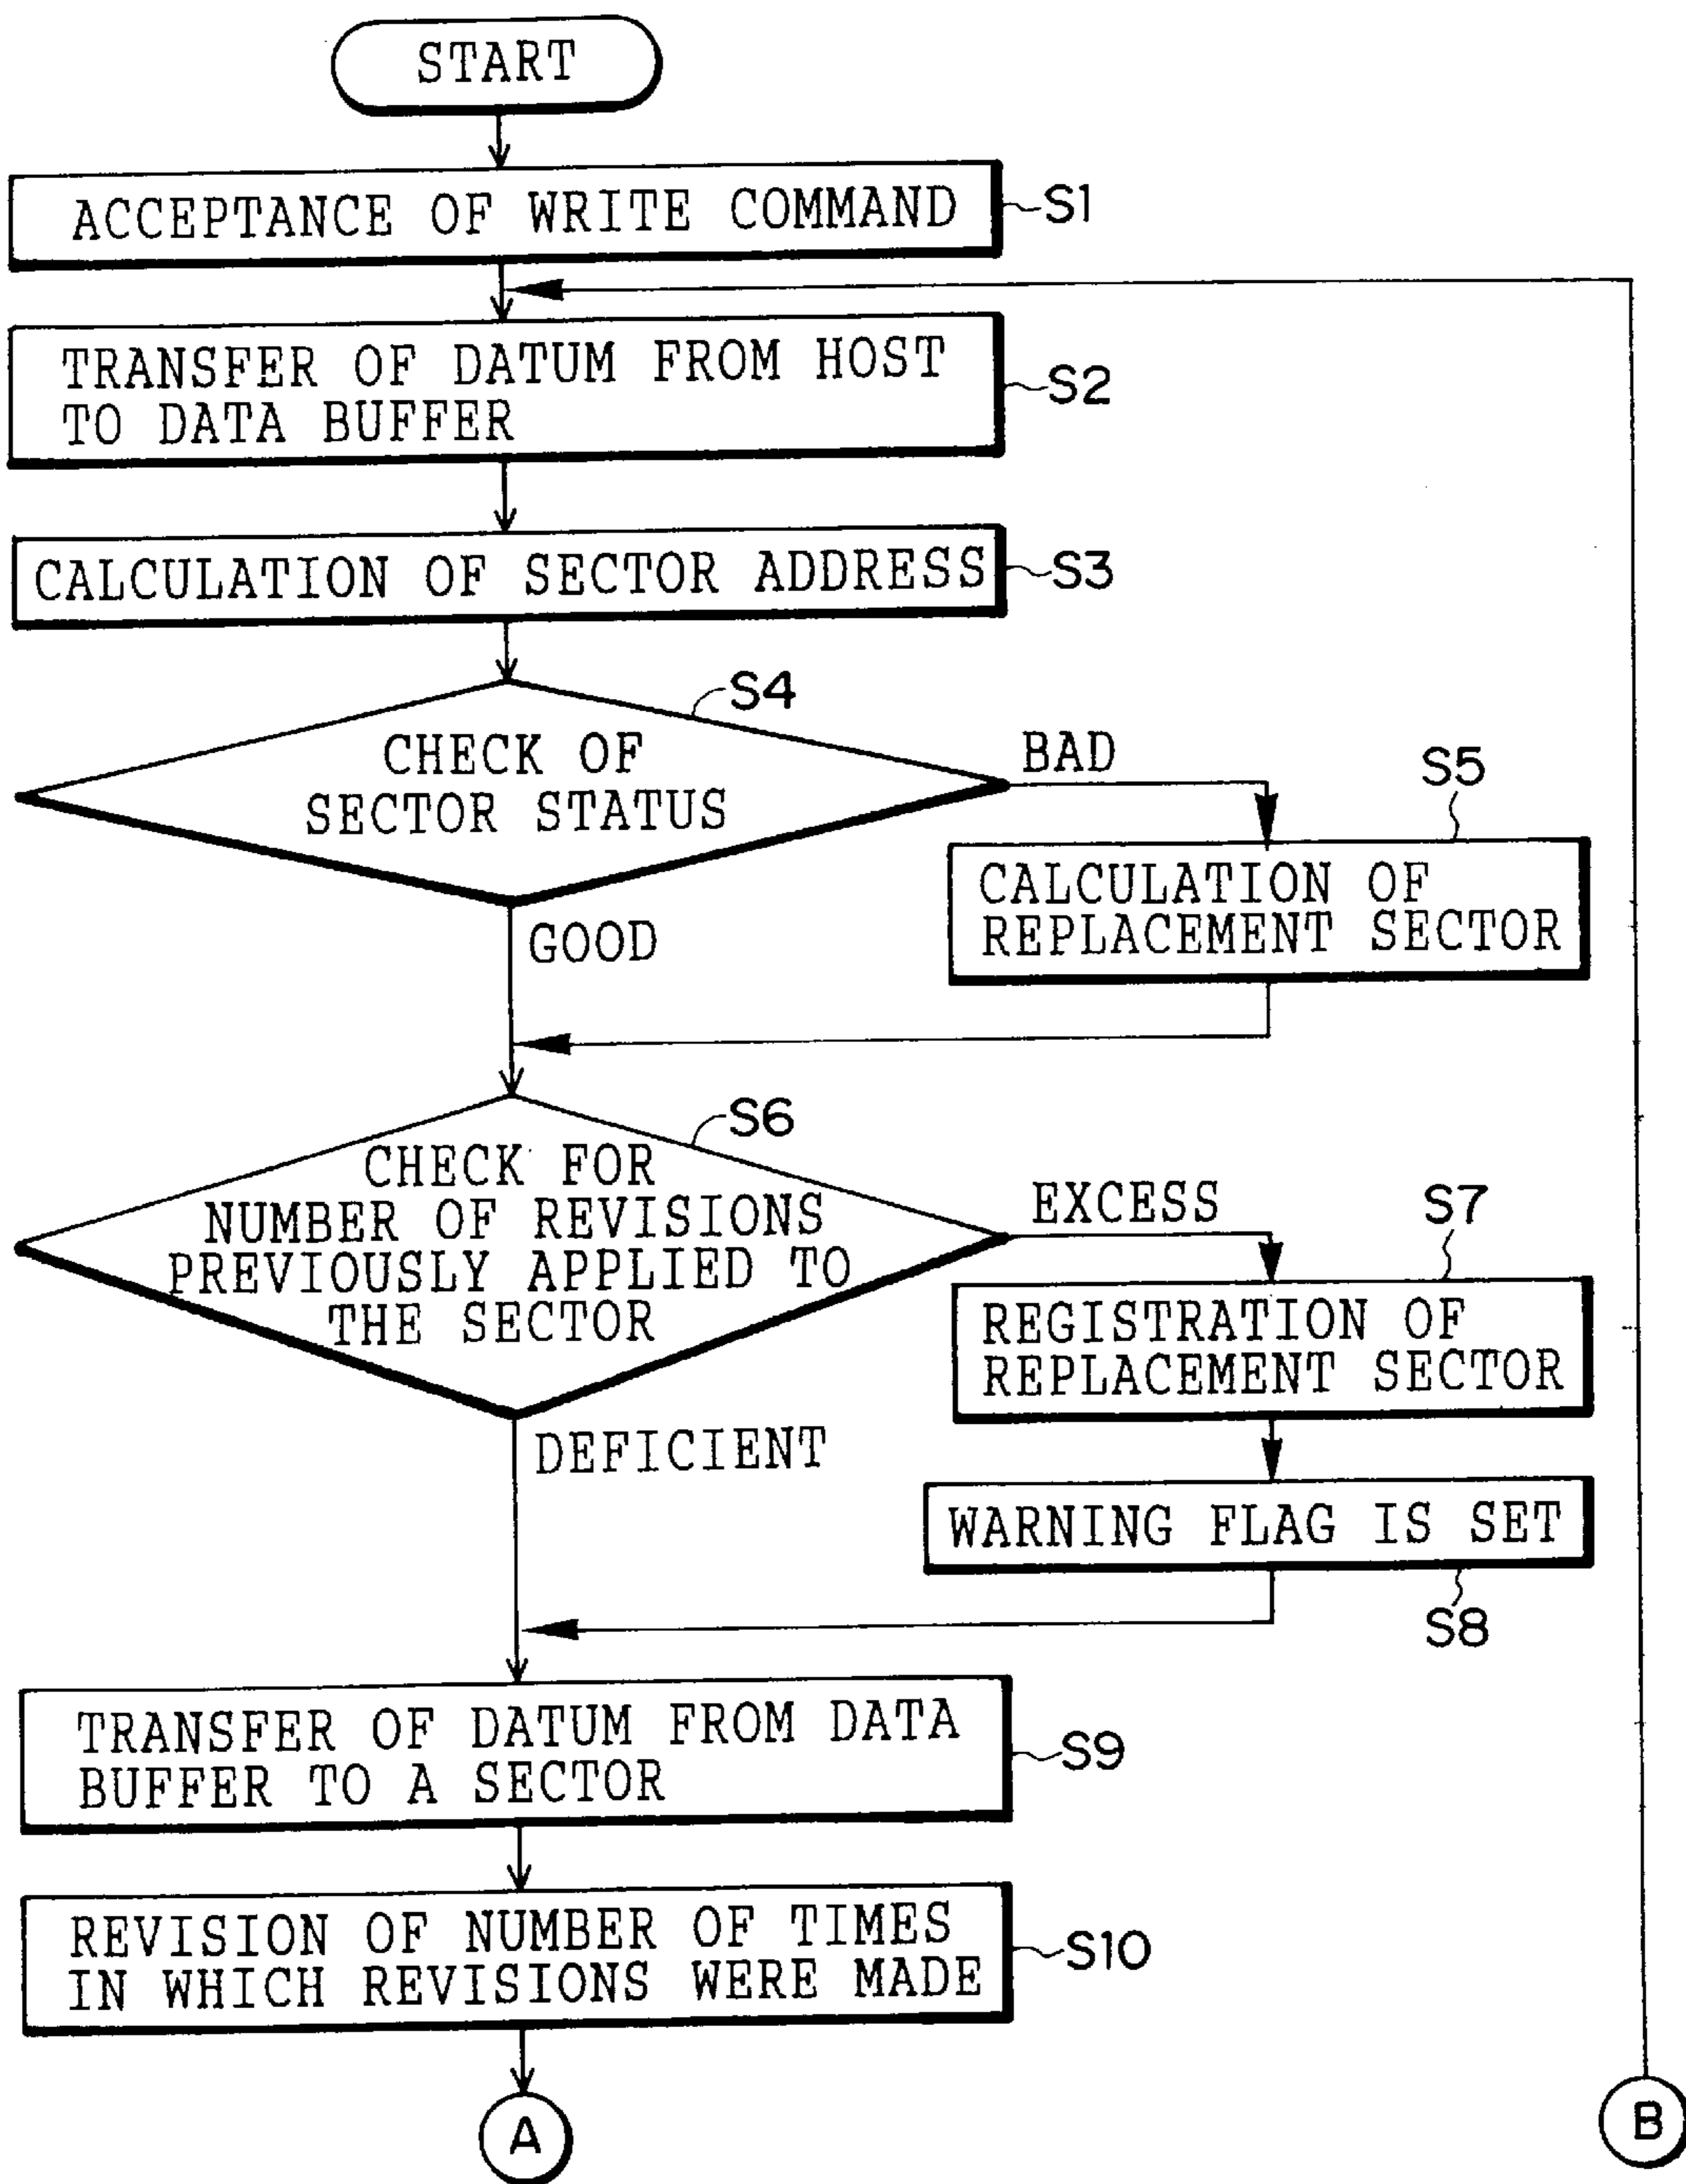 START
ACCEPTANCE OF WRITE COMMAND
S1
TRANSFER OF DATUM FROM HOST
TO DATA BUFFER
S2
CALCULATION OF SECTOR ADDRESS
S3
S4
CHECK OF
SECTOR STATUS
BAD
GOOD
S5
CALCULATION OF
REPLACEMENT SECTOR
S6
CHECK FOR
NUMBER OF REVISIONS
PREVIOUSLY APPLIED TO
THE SECTOR
EXCESS
DEFICIENT
S7
REGISTRATION OF
REPLACEMENT SECTOR
WARNING FLAG IS SET
S8
TRANSFER OF DATUM FROM DATA
BUFFER TO A SECTOR
S9
REVISION OF NUMBER OF TIMES
IN WHICH REVISIONS WERE MADE
S10
A
B